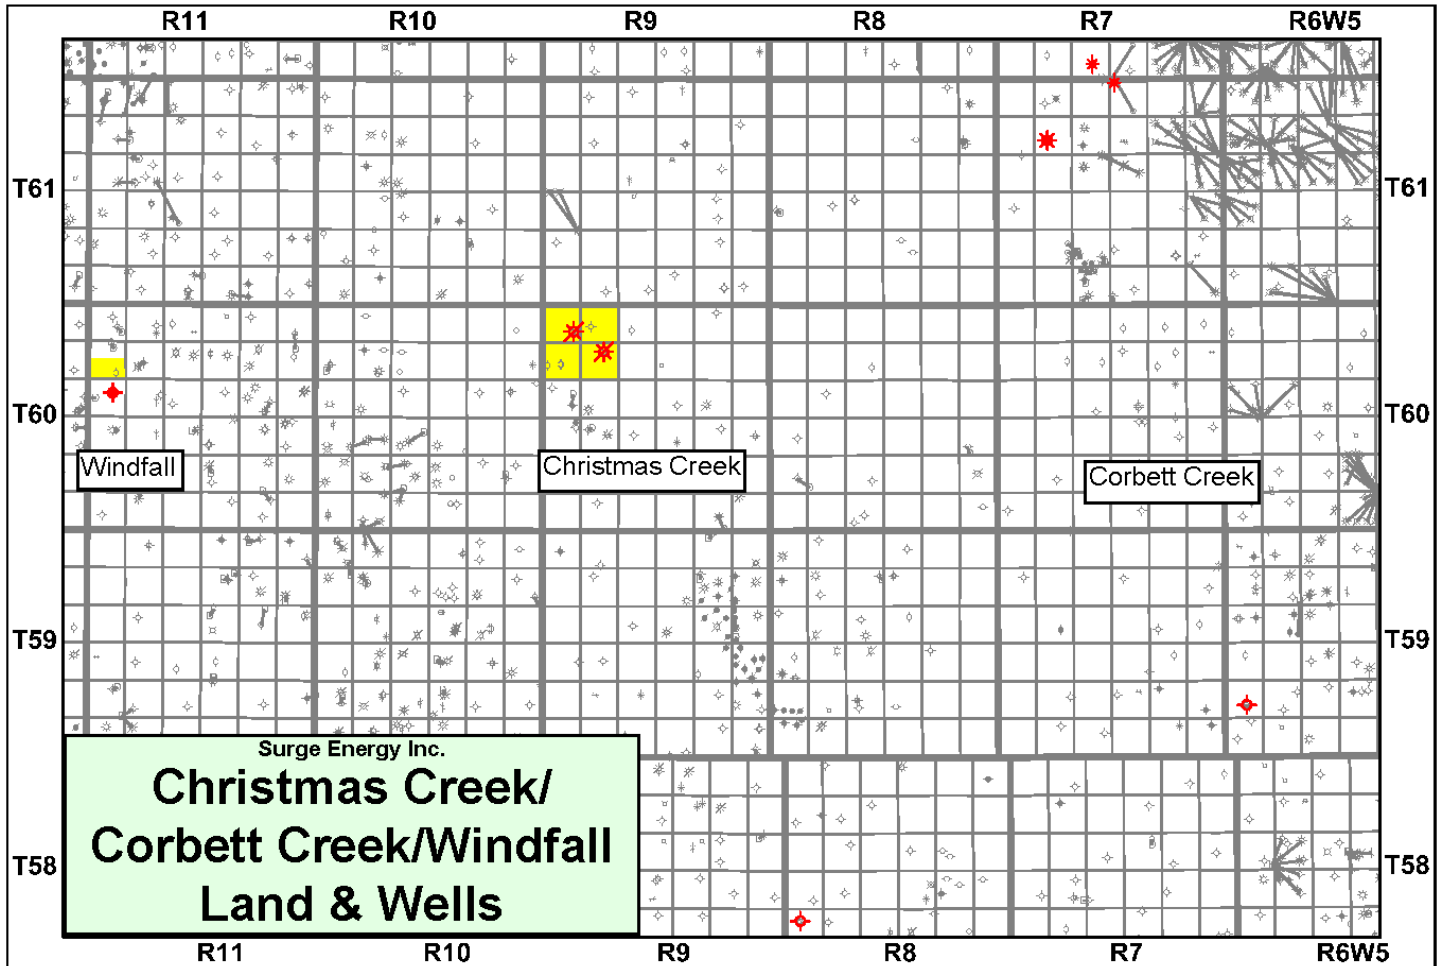 R11 R10 R9 R8 R7 R6W5
T61 T61
T60 T60
Windfall Christmas Creek Corbett Creek
T59 T59
Surge Energy Inc.
Christmas Creek/
Corbett Creek/Windfall
Land & Wells
T58 T58
R11 R10 R9 R8 R7 R6W5